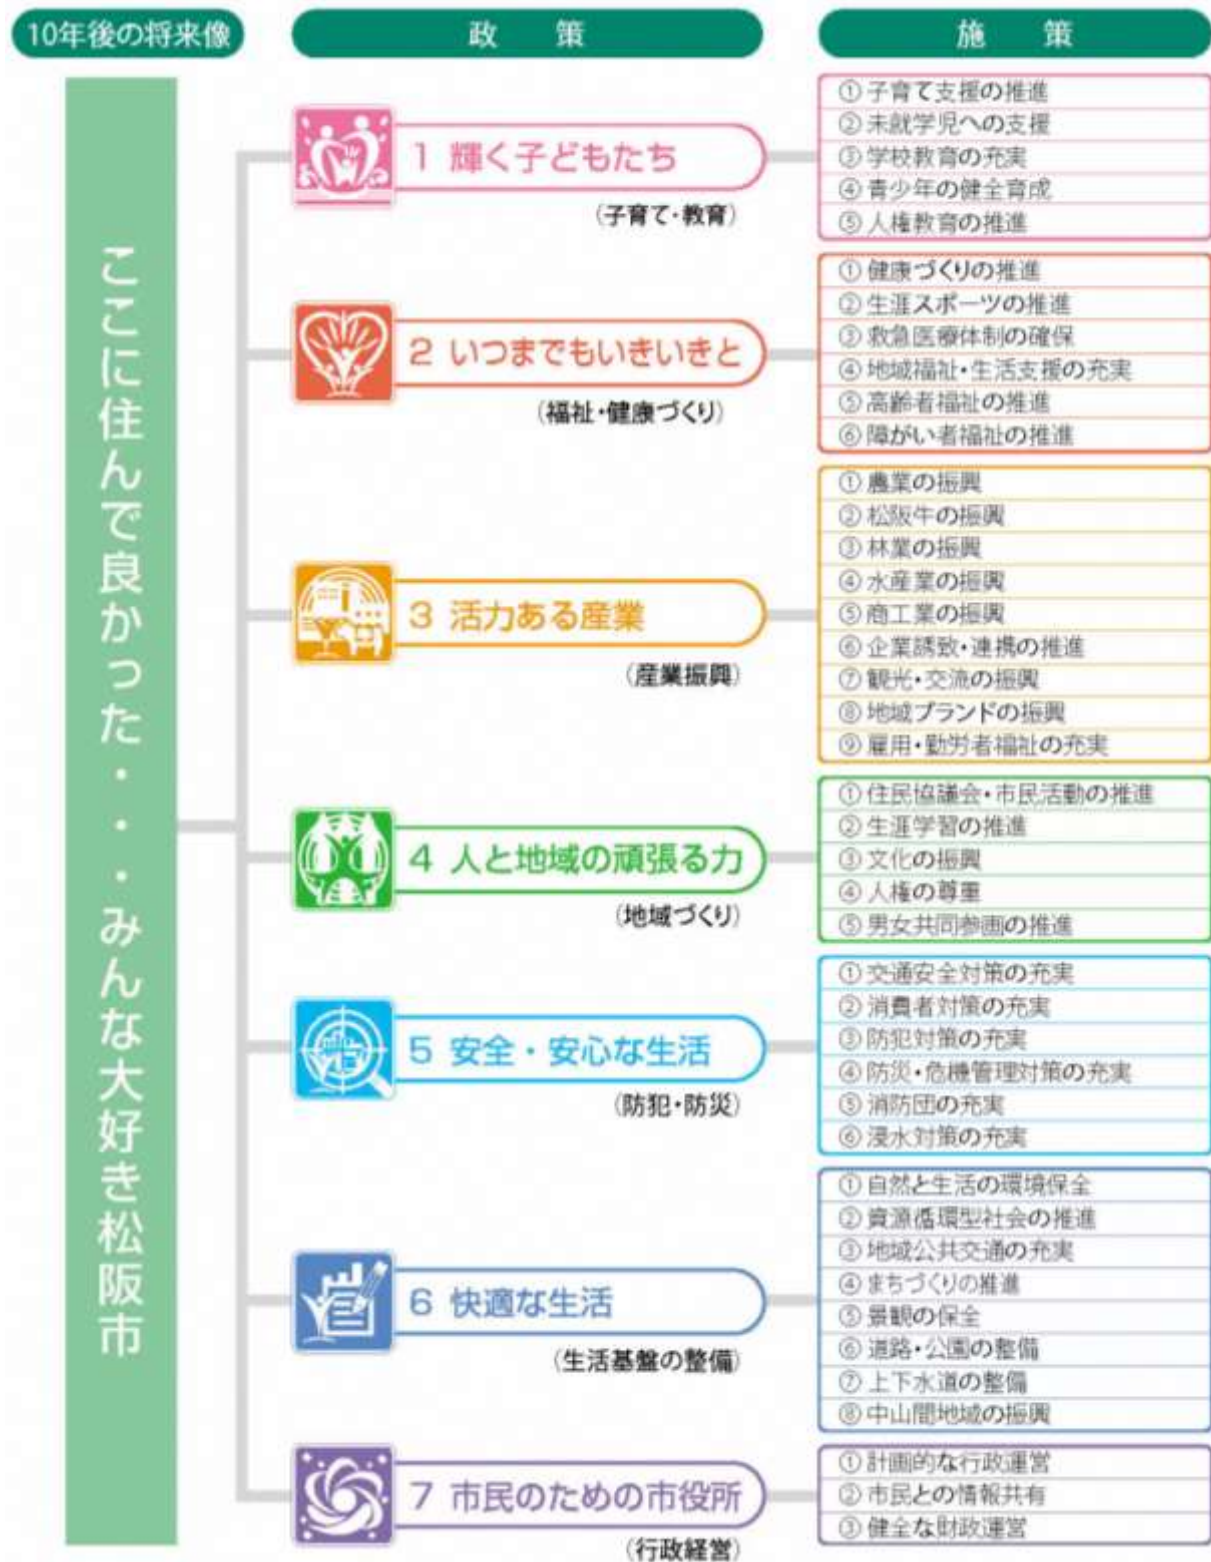 10年後の将来像
政策
施策
ここに住んで良かった・・・みんな大好き松阪市
1 輝く子どもたち
(子育て・教育)
①子育て支援の推進
②未就学児への支援
③学校教育の充実
④青少年の健全育成
⑤人権教育の推進
2 いつまでもいきいきと
(福祉・健康づくり)
①健康づくりの推進
②生涯スポーツの推進
③救急医療体制の確保
④地域福祉・生活支援の充実
⑤高齢者福祉の推進
⑥障がい者福祉の推進
3 活力ある産業
(産業振興)
①農業の振興
②松阪牛の振興
③林業の振興
④水産業の振興
⑤商工業の振興
⑥企業誘致・連携の推進
⑦観光・交流の振興
⑧地域ブランドの振興
⑨雇用・勤労者福祉の充実
4 人と地域の頑張る力
(地域づくり)
①住民協議会・市民活動の推進
②生涯学習の推進
③文化の振興
④人権の尊重
⑤男女共同参画の推進
5 安全・安心な生活
(防犯・防災)
①交通安全対策の充実
②消費者対策の充実
③防犯対策の充実
④防災・危機管理対策の充実
⑤消防団の充実
⑥浸水対策の充実
6 快適な生活
(生活基盤の整備)
①自然と生活の環境保全
②資源循環型社会の推進
③地域公共交通の充実
④まちづくりの推進
⑤景観の保全
⑥道路・公園の整備
⑦上下水道の整備
⑧中山間地域の振興
7 市民のための市役所
(行政経営)
①計画的な行政運営
②市民との情報共有
③健全な財政運営